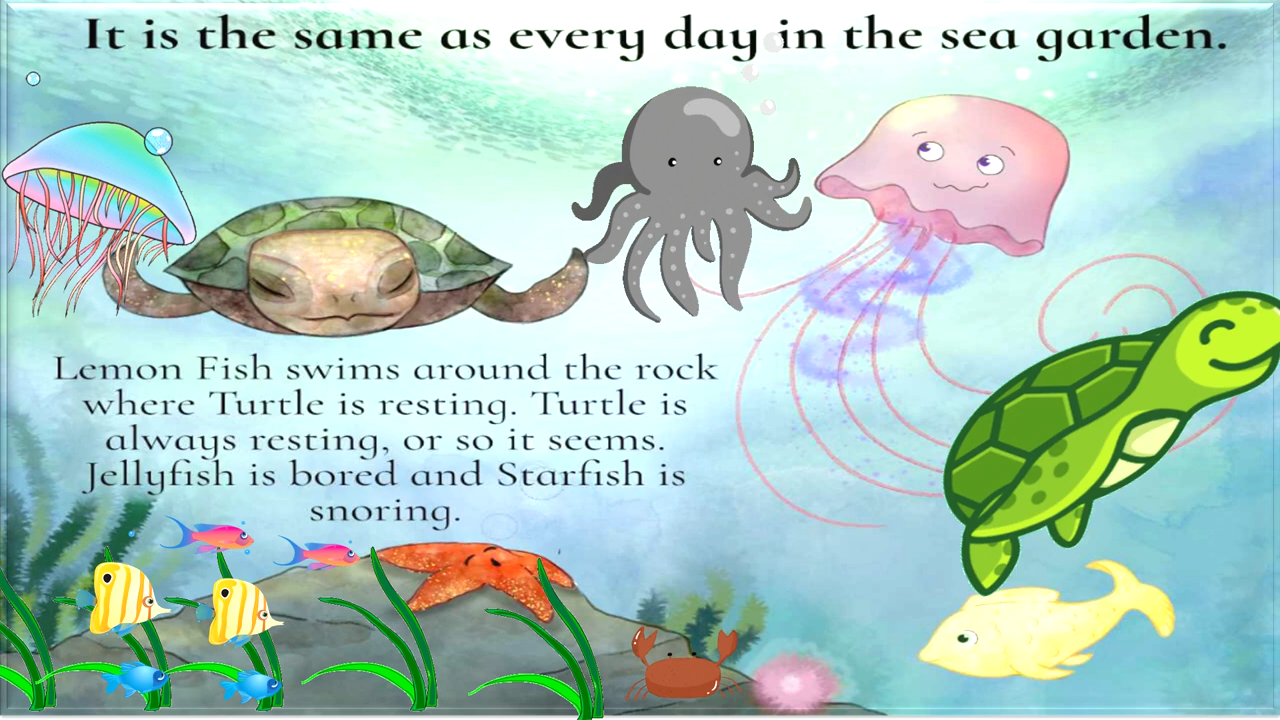 It is the same as every day in the sea garden.
Lemon Fish swims around the rock
where Turtle is resting. Turtle is
always resting, or so it seems.
Jellyfish is bored and Starfish is
snoring.